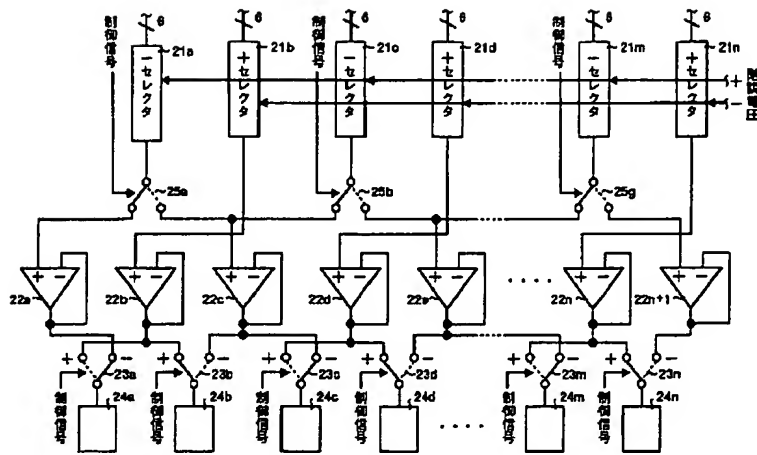 6 6 6 6 6 6
制御信号 21a 21b 制御信号 21c 21d 制御信号 21m 21n
−セレクタ +セレクタ −セレクタ +セレクタ −セレクタ +セレクタ
+
−
25a 25b 25g
+ − + − + − + − + − + − + −
22a 22b 22c 22d 22e 22n 22n+1
+ − + − + − + − + − + −
23a 23b 23c 23d 23m 23n
制御信号 制御信号 制御信号 制御信号 制御信号 制御信号
24a 24b 24c 24d 24m 24n